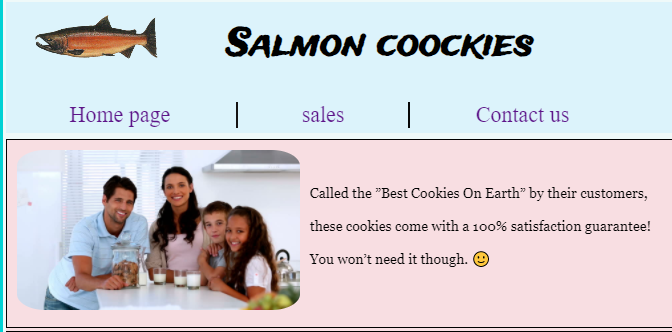 Salmon coockies
Home page | sales | Contact us
Called the ”Best Cookies On Earth” by their customers,
these cookies come with a 100% satisfaction guarantee!
You won’t need it though. 🙂